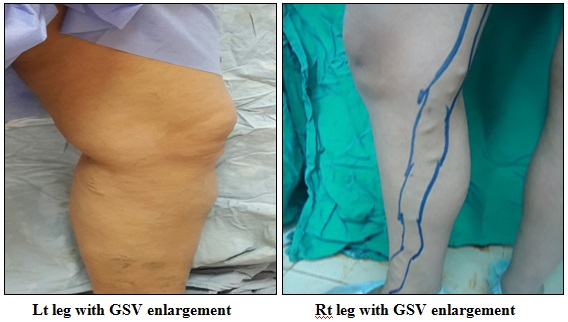 Lt leg with GSV enlargement
Rt leg with GSV enlargement